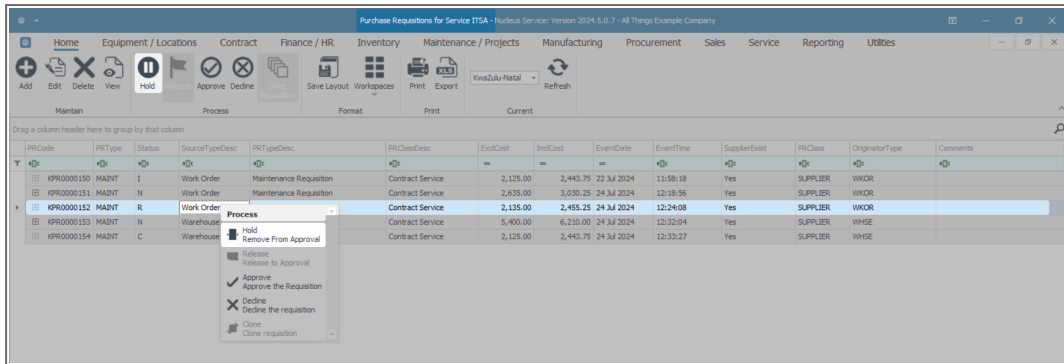 Purchase Requisitions for Service ITSA - Nucleus Service: Version 2024.5.0.7 - All Things Example Company
Home Equipment / Locations Contract Finance / HR Inventory Maintenance / Projects Manufacturing Procurement Sales Service Reporting Utilities
Add Edit Delete View Hold Release Approve Decline Clone Requisition Save Layout Workspaces Print Export KwaZulu-Natal Refresh
Maintain Process Format Print Current
Drag a column header here to group by that column
PRCode PRType Status SourceTypeDesc PRTypeDesc PRClassDesc ExclCost InclCost EventDate EventTime SupplierExist PRClass OriginatorType Comments
KPR0000150 MAINT I Work Order Maintenance Requisition Contract Service 2,125.00 2,443.75 22 Jul 2024 11:58:18 Yes SUPPLIER WKOR
KPR0000151 MAINT N Work Order Maintenance Requisition Contract Service 2,635.00 3,030.25 24 Jul 2024 12:18:56 Yes SUPPLIER WKOR
KPR0000152 MAINT R Work Order Contract Service 2,135.00 2,455.25 24 Jul 2024 12:24:08 Yes SUPPLIER WKOR
KPR0000153 MAINT N Warehouse Contract Service 5,400.00 6,210.00 24 Jul 2024 12:32:04 Yes SUPPLIER WHSE
KPR0000154 MAINT C Warehouse Contract Service 2,125.00 2,443.75 24 Jul 2024 12:33:27 Yes SUPPLIER WHSE
Process
Hold
Remove From Approval
Release
Release to Approval
Approve
Approve the Requisition
Decline
Decline the requisition
Clone
Clone requisition